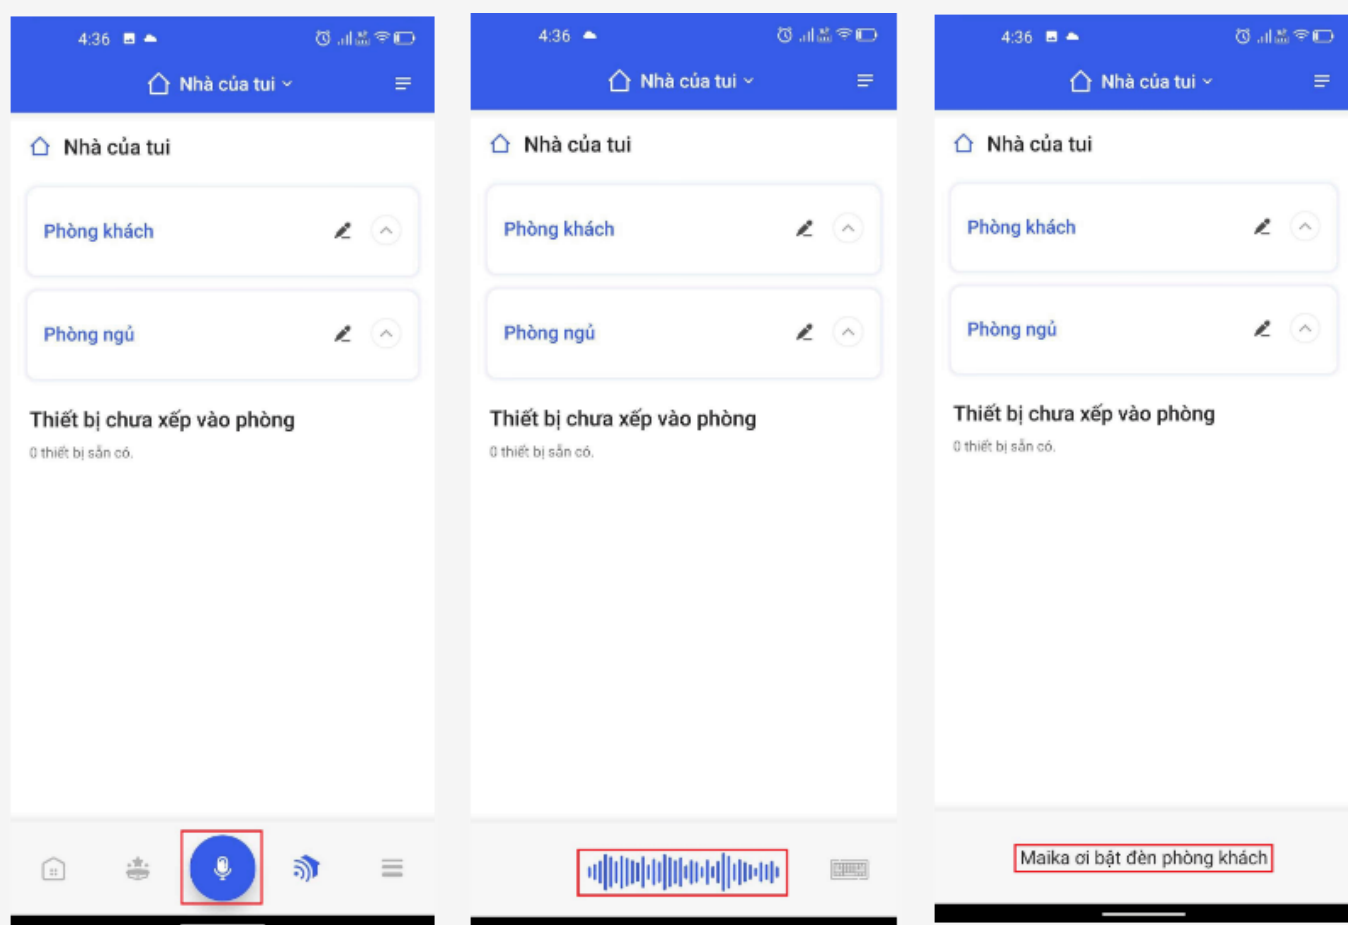 4:36
Nhà của tui
Nhà của tui
Phòng khách
Phòng ngủ
Thiết bị chưa xếp vào phòng
0 thiết bị sẵn có.
4:36
Nhà của tui
Nhà của tui
Phòng khách
Phòng ngủ
Thiết bị chưa xếp vào phòng
0 thiết bị sẵn có.
4:36
Nhà của tui
Nhà của tui
Phòng khách
Phòng ngủ
Thiết bị chưa xếp vào phòng
0 thiết bị sẵn có.
Maika ơi bật đèn phòng khách